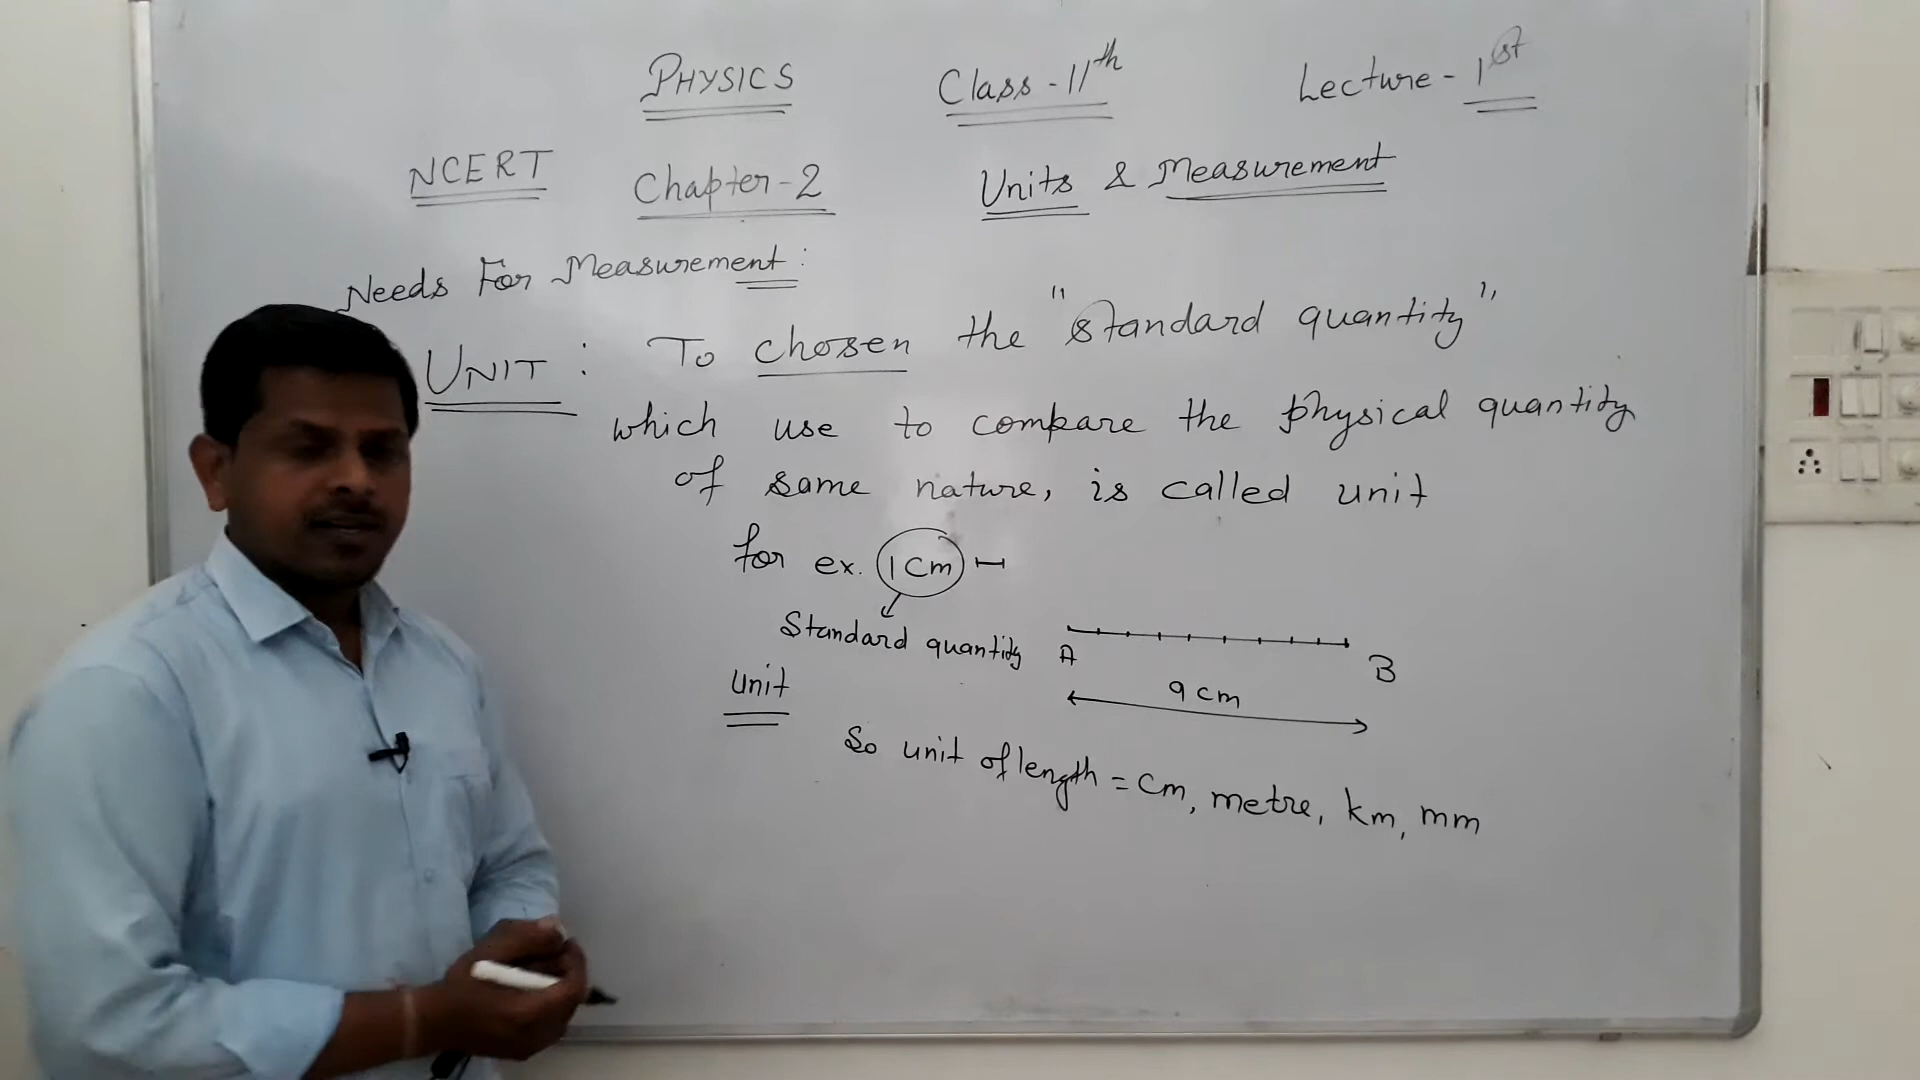 PHYSICS Class-11th Lecture-1st
NCERT Chapter-2 Units & Measurement
Needs For Measurement:
UNIT : To chosen the "standard quantity"
which use to compare the physical quantity
of same nature, is called unit
for ex. 1 cm
Standard quantity
A B
Unit
9 cm
So unit of length = cm, metre, km, mm